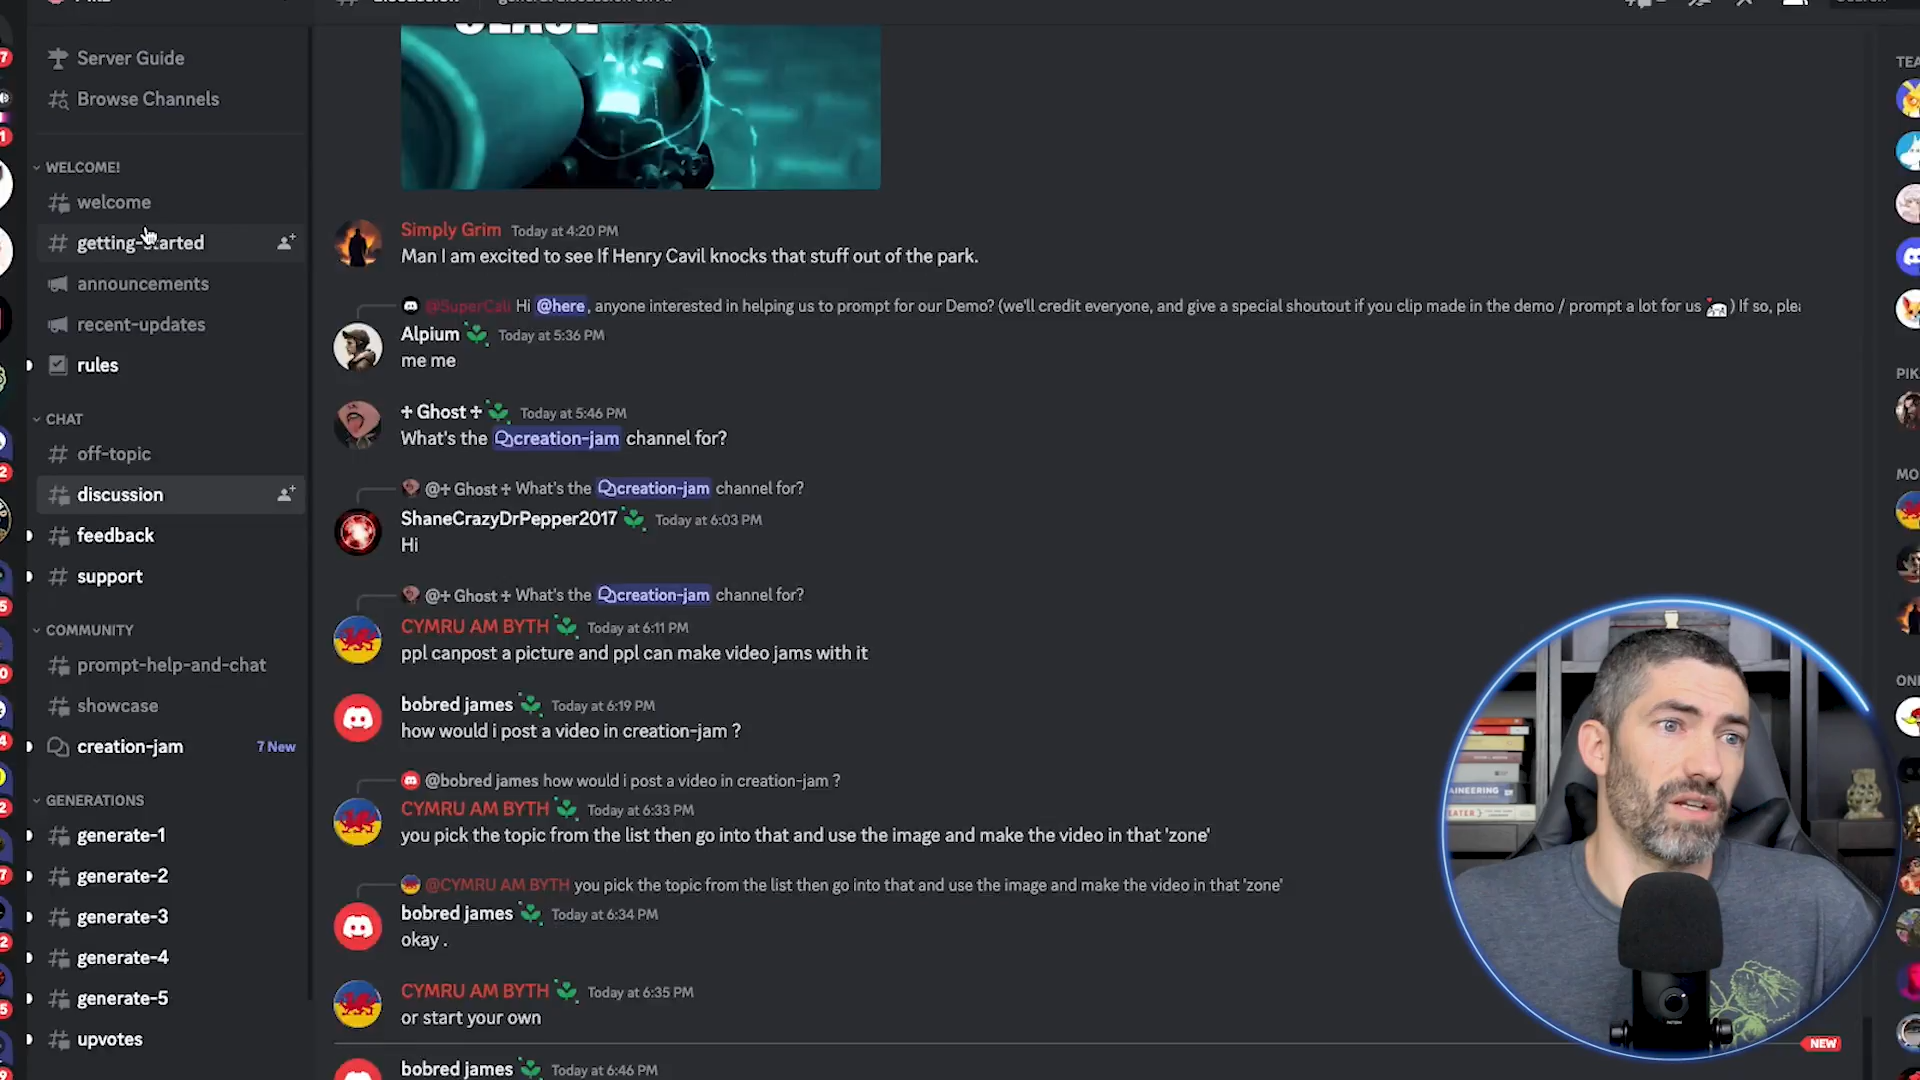 Server Guide
Browse Channels
WELCOME!
welcome
getting-started
announcements
recent-updates
rules
CHAT
off-topic
discussion
feedback
support
COMMUNITY
prompt-help-and-chat
showcase
creation-jam 7 New
GENERATIONS
generate-1
generate-2
generate-3
generate-4
generate-5
upvotes
Simply Grim Today at 4:20 PM
Man I am excited to see If Henry Cavil knocks that stuff out of the park.
@SuperCali Hi @here, anyone interested in helping us to prompt for our Demo? (we'll credit everyone, and give a special shoutout if you clip made in the demo / prompt a lot for us ) If so, plea
Alpium Today at 5:36 PM
me me
♱ Ghost ♱ Today at 5:46 PM
What's the creation-jam channel for?
@♱ Ghost ♱ What's the creation-jam channel for?
ShaneCrazyDrPepper2017 Today at 6:03 PM
Hi
@♱ Ghost ♱ What's the creation-jam channel for?
CYMRU AM BYTH Today at 6:11 PM
ppl canpost a picture and ppl can make video jams with it
bobred james Today at 6:19 PM
how would i post a video in creation-jam ?
@bobred james how would i post a video in creation-jam ?
CYMRU AM BYTH Today at 6:33 PM
you pick the topic from the list then go into that and use the image and make the video in that 'zone'
@CYMRU AM BYTH you pick the topic from the list then go into that and use the image and make the video in that 'zone'
bobred james Today at 6:34 PM
okay .
CYMRU AM BYTH Today at 6:35 PM
or start your own
NEW
bobred james Today at 6:46 PM
TEA
PIK
MO
ONI